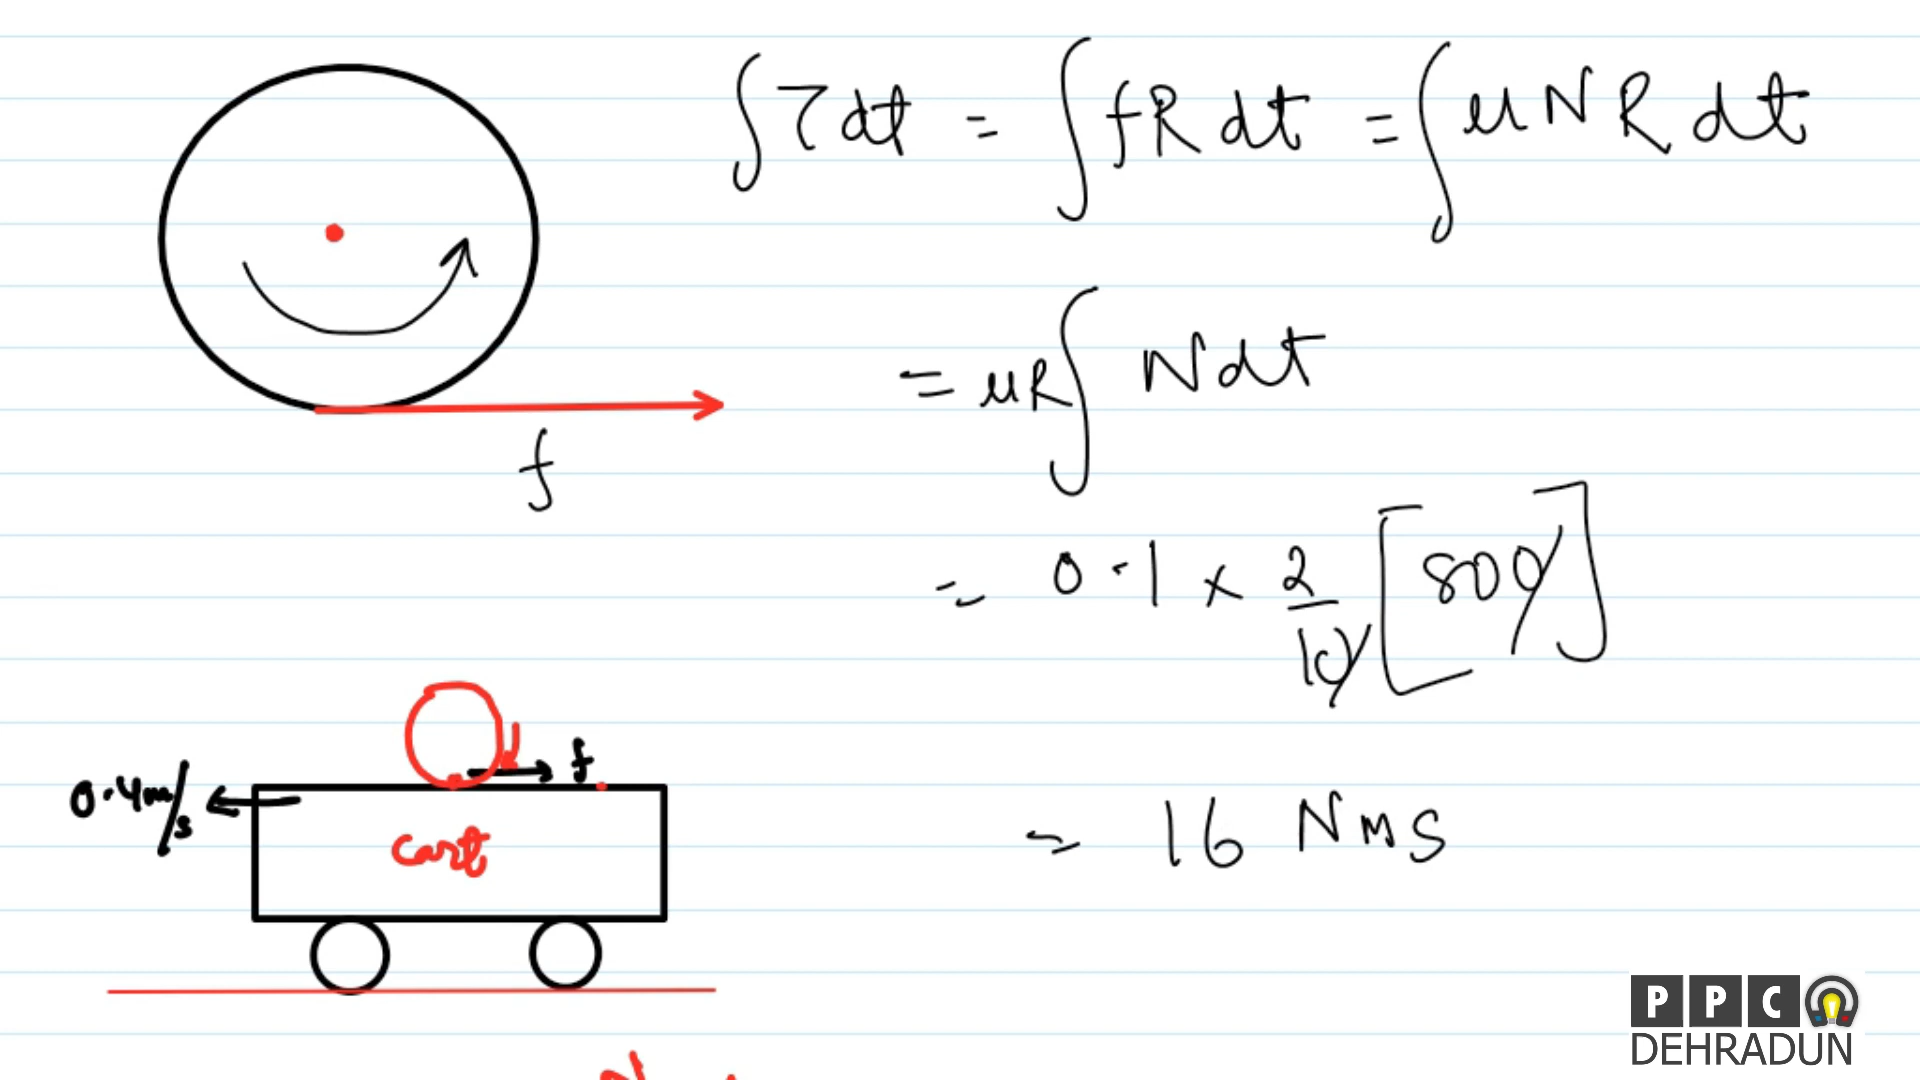 ∫τdt = ∫fRdt = ∫μNRdt
f
= μR∫Ndt
= 0.1 × 2/10 [800]
f
0.4m/s
cart
= 16 Nms
PPC
DEHRADUN